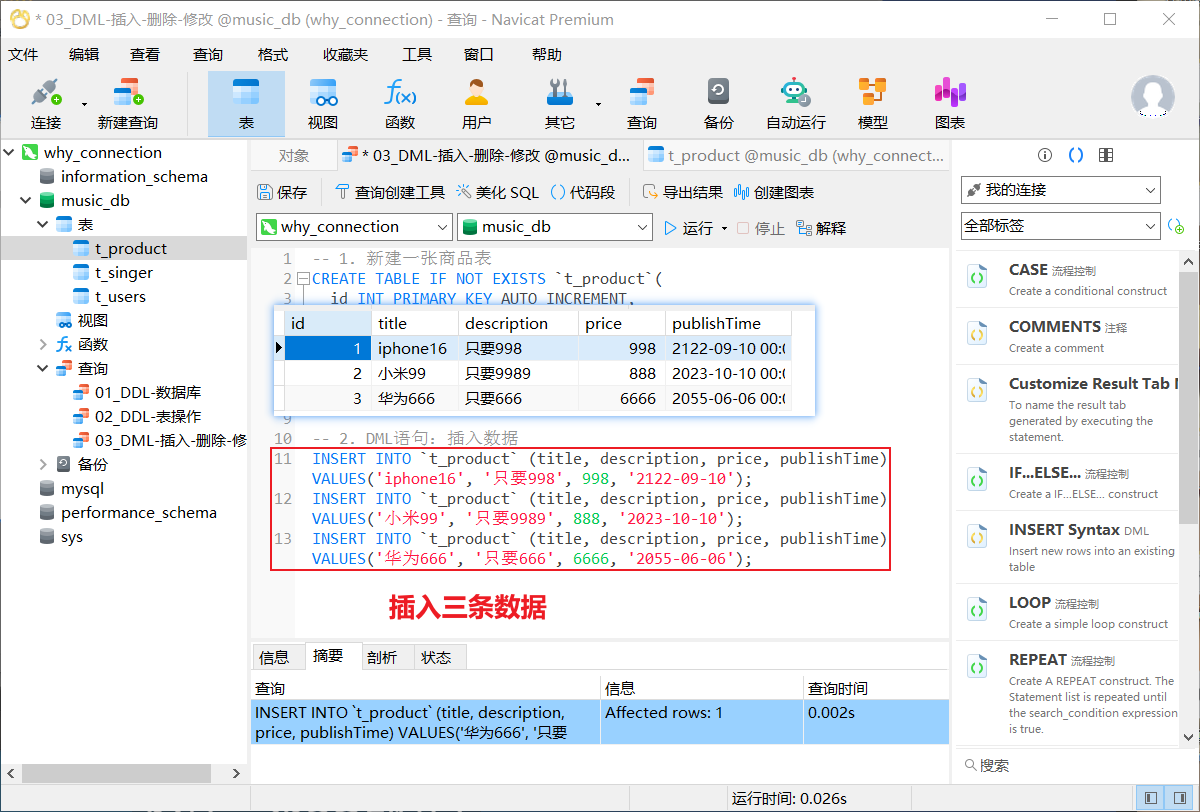 * 03_DML-插入-删除-修改 @music_db (why_connection) - 查询 - Navicat Premium
文件 编辑 查看 查询 格式 收藏夹 工具 窗口 帮助
连接 新建查询 表 视图 函数 用户 其它 查询 备份 自动运行 模型 图表
why_connection
information_schema
music_db
表
t_product
t_singer
t_users
视图
函数
查询
01_DDL-数据库
02_DDL-表操作
03_DML-插入-删除-修
备份
mysql
performance_schema
sys
对象 * 03_DML-插入-删除-修改 @music_d... t_product @music_db (why_connect...
保存 查询创建工具 美化 SQL () 代码段 导出结果 创建图表
why_connection music_db 运行 停止 解释
1 -- 1. 新建一张商品表
2 CREATE TABLE IF NOT EXISTS `t_product`(
3 id INT PRIMARY KEY AUTO_INCREMENT,
id title description price publishTime
1 iphone16 只要998 998 2122-09-10 00:0
2 小米99 只要9989 888 2023-10-10 00:0
3 华为666 只要666 6666 2055-06-06 00:0
9
10 -- 2. DML语句: 插入数据
11 INSERT INTO `t_product` (title, description, price, publishTime)
VALUES('iphone16', '只要998', 998, '2122-09-10');
12 INSERT INTO `t_product` (title, description, price, publishTime)
VALUES('小米99', '只要9989', 888, '2023-10-10');
13 INSERT INTO `t_product` (title, description, price, publishTime)
VALUES('华为666', '只要666', 6666, '2055-06-06');
插入三条数据
信息 摘要 剖析 状态
查询 信息 查询时间
INSERT INTO `t_product` (title, description, Affected rows: 1 0.002s
price, publishTime) VALUES('华为666', '只要
我的连接
全部标签
CASE 流程控制
Create a conditional construct
COMMENTS 注释
Create a comment
Customize Result Tab N
To name the result tab
generated by executing the
statement.
IF...ELSE... 流程控制
Create a IF...ELSE... construct
INSERT Syntax DML
Insert new rows into an existing
table
LOOP 流程控制
Create a simple loop construct
REPEAT 流程控制
Create A REPEAT construct. The
Statement list is repeated until
the search_condition expression
is true.
搜索
运行时间: 0.026s